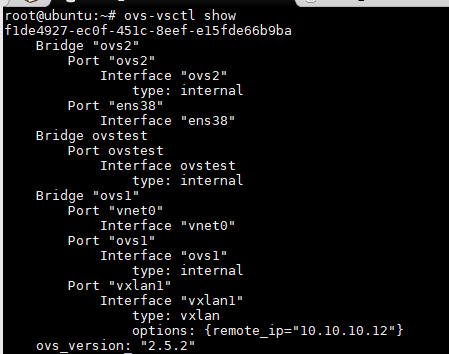 root@ubuntu:~# ovs-vsctl show
f1de4927-ec0f-451c-8eef-e15fde66b9ba
    Bridge "ovs2"
        Port "ovs2"
            Interface "ovs2"
                type: internal
        Port "ens38"
            Interface "ens38"
    Bridge ovstest
        Port ovstest
            Interface ovstest
                type: internal
    Bridge "ovs1"
        Port "vnet0"
            Interface "vnet0"
        Port "ovs1"
            Interface "ovs1"
                type: internal
        Port "vxlan1"
            Interface "vxlan1"
                type: vxlan
                options: {remote_ip="10.10.10.12"}
    ovs_version: "2.5.2"